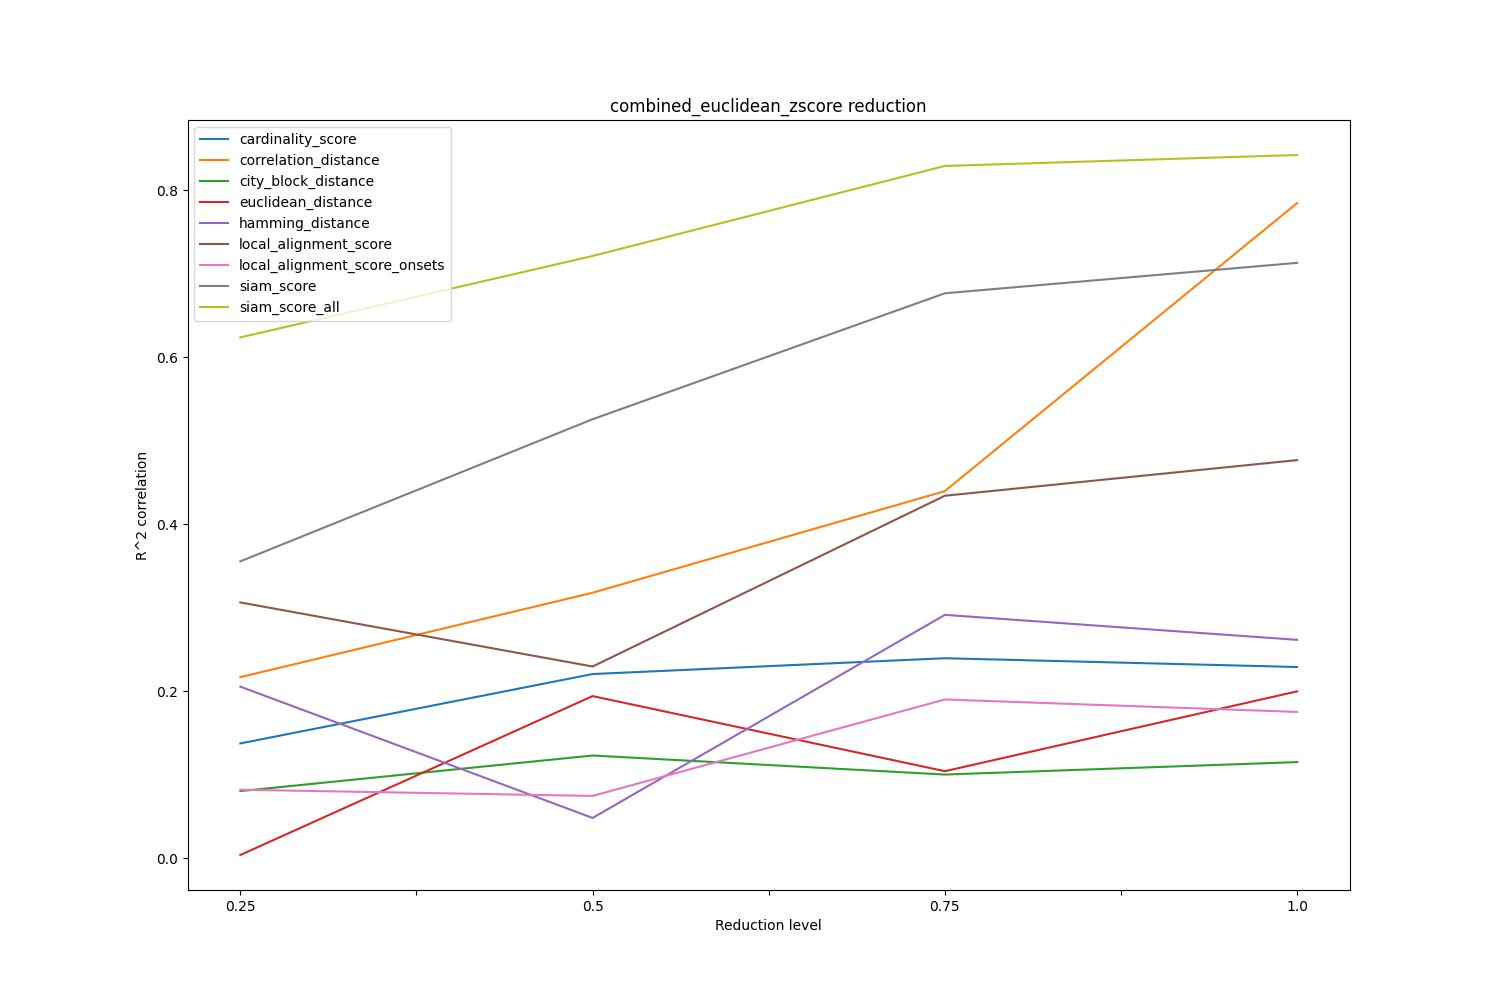 combined_euclidean_zscore reduction
cardinality_score
correlation_distance
city_block_distance
euclidean_distance
hamming_distance
local_alignment_score
local_alignment_score_onsets
siam_score
siam_score_all
0.8
0.6
0.4
0.2
0.0
R^2 correlation
0.25 0.5 0.75 1.0
Reduction level